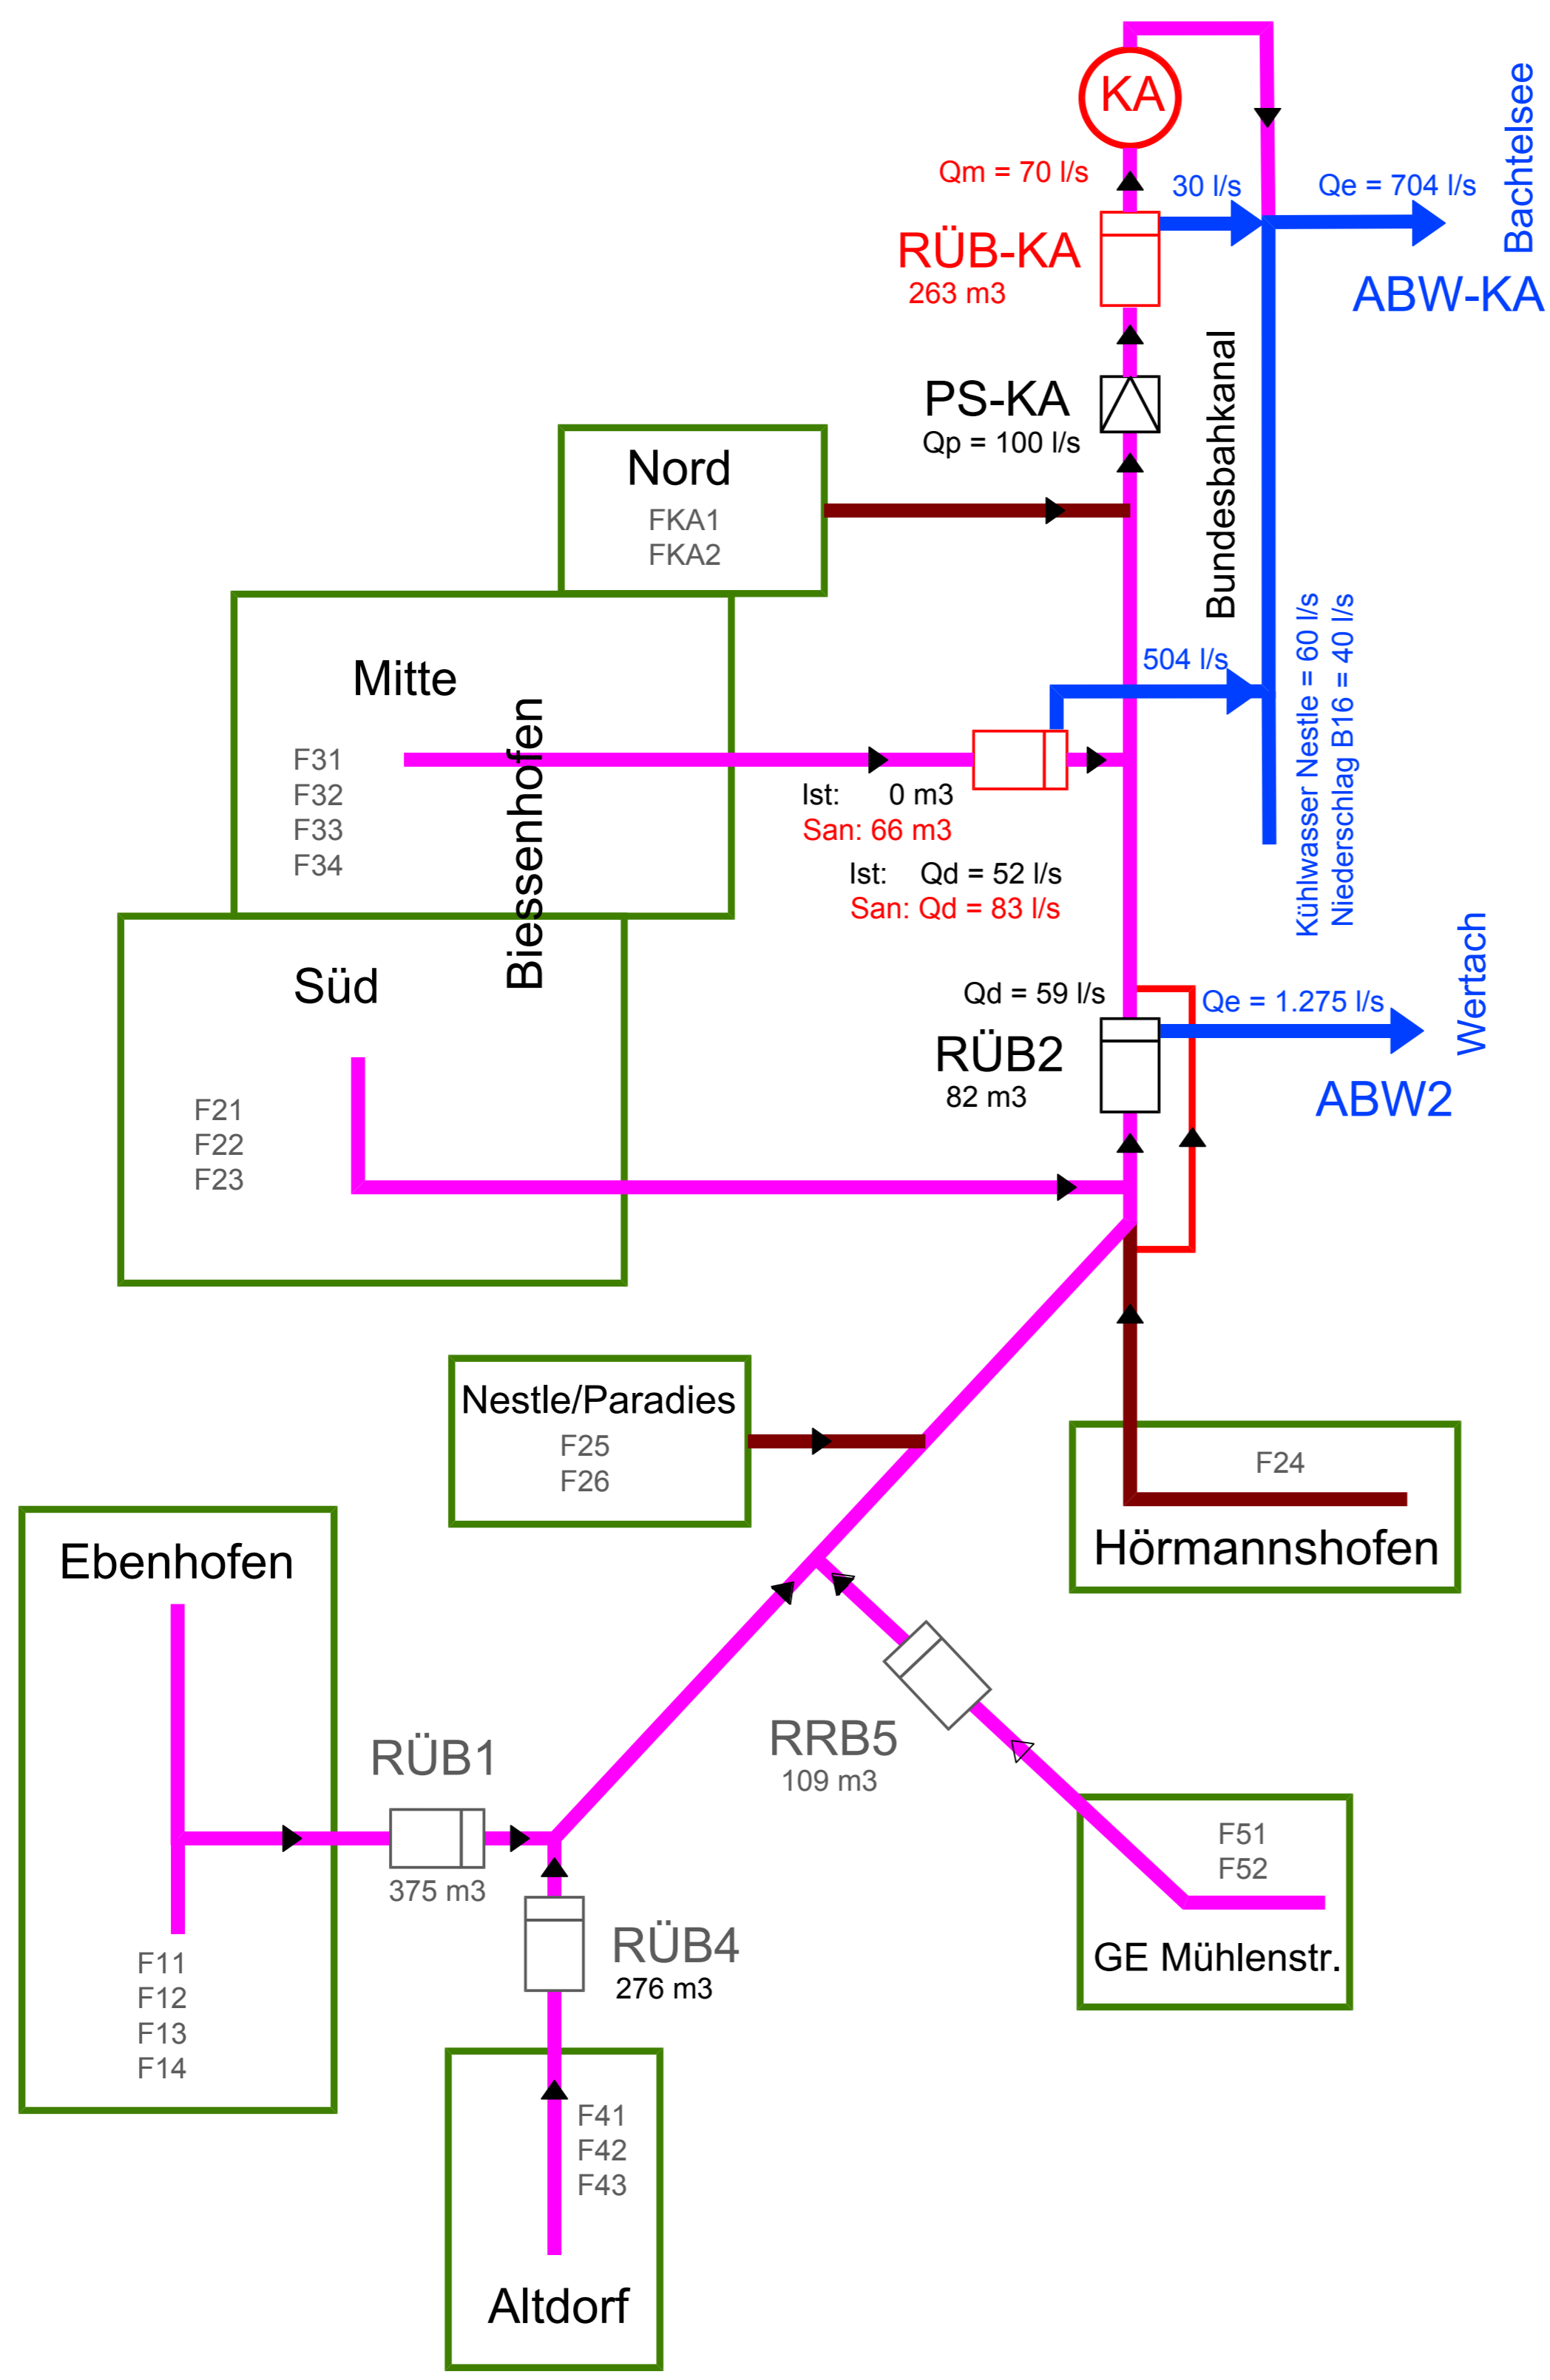 KA
Bachtelsee
Qm = 70 l/s
30 l/s
Qe = 704 l/s
RÜB-KA
263 m3
ABW-KA
Bundesbahkanal
PS-KA
Qp = 100 l/s
Nord
FKA1
FKA2
Kühlwasser Nestle = 60 l/s
Niederschlag B16 = 40 l/s
504 l/s
Mitte
Biessenhofen
F31
F32
F33
F34
Ist: 0 m3
San: 66 m3
Ist: Qd = 52 l/s
San: Qd = 83 l/s
Süd
F21
F22
F23
Qd = 59 l/s
RÜB2
82 m3
Qe = 1.275 l/s
Wertach
ABW2
Nestle/Paradies
F25
F26
F24
Hörmannshofen
Ebenhofen
F11
F12
F13
F14
RÜB1
375 m3
RRB5
109 m3
F51
F52
GE Mühlenstr.
RÜB4
276 m3
F41
F42
F43
Altdorf